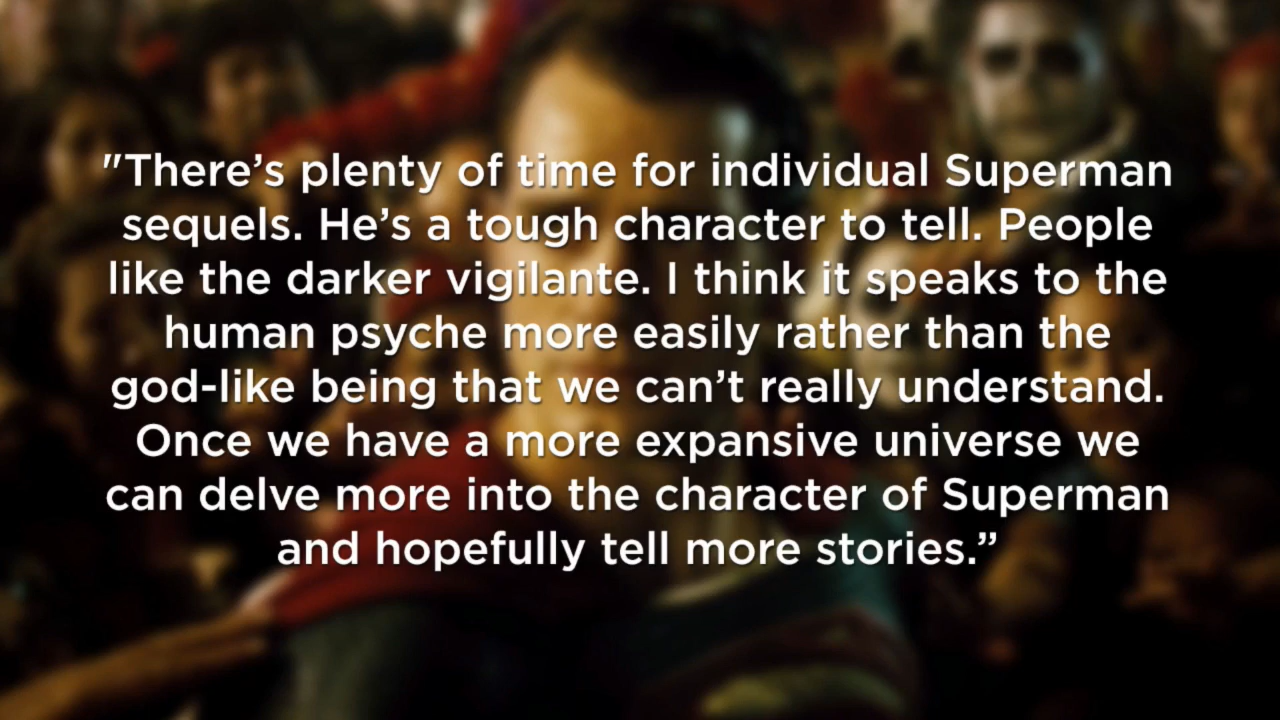 "There’s plenty of time for individual Superman
sequels. He’s a tough character to tell. People
like the darker vigilante. I think it speaks to the
human psyche more easily rather than the
god-like being that we can’t really understand.
Once we have a more expansive universe we
can delve more into the character of Superman
and hopefully tell more stories.”